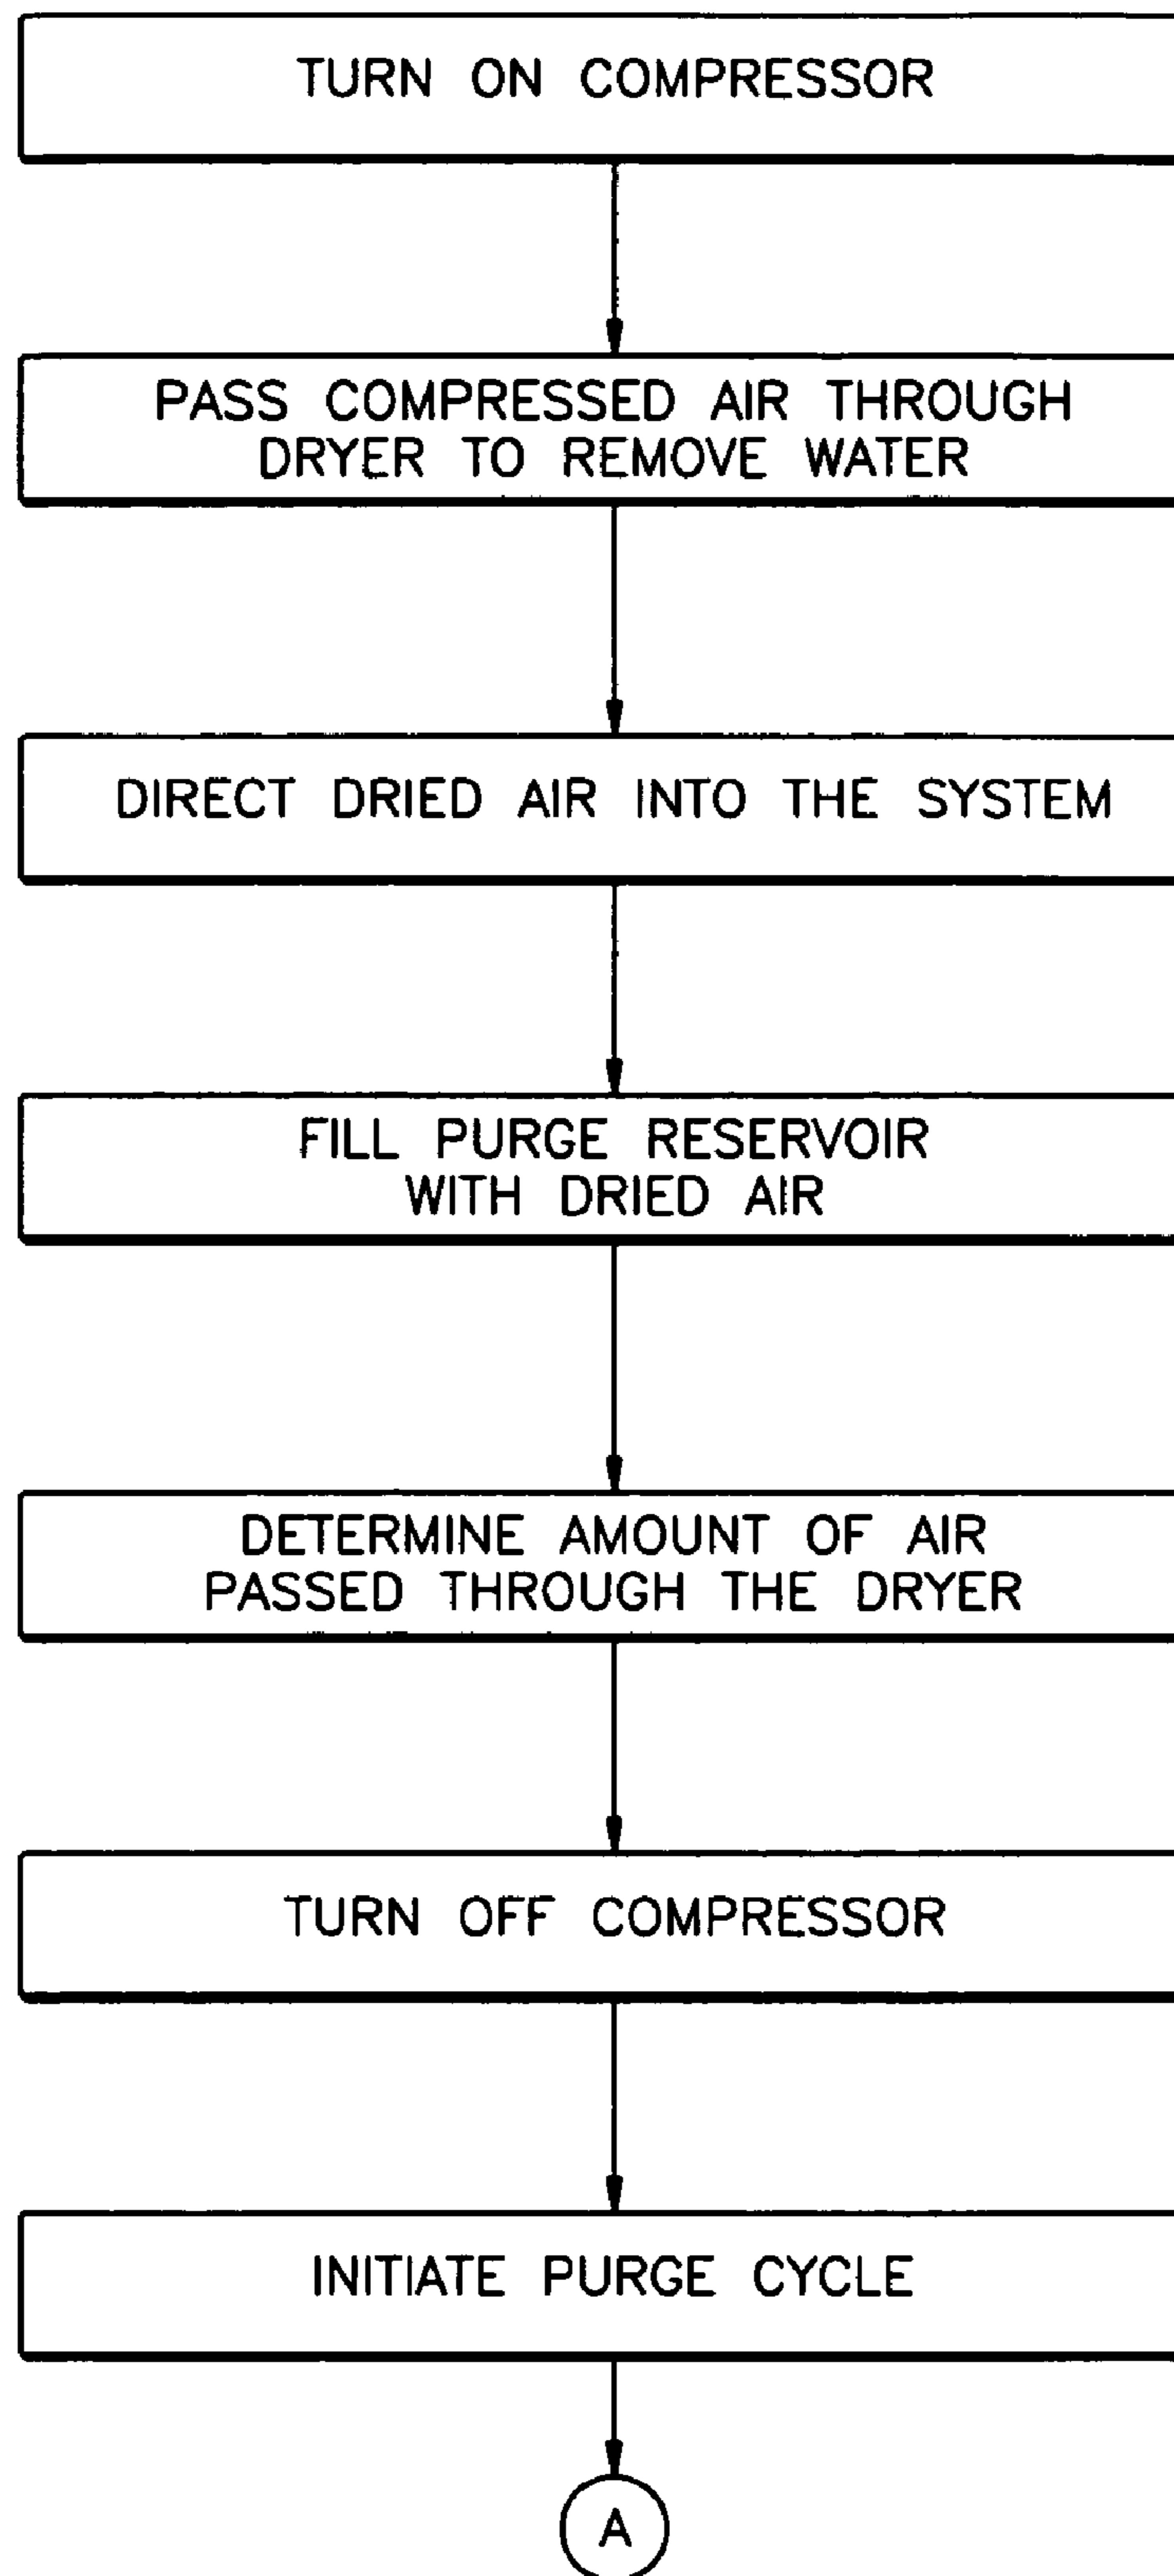 TURN ON COMPRESSOR
PASS COMPRESSED AIR THROUGH
DRYER TO REMOVE WATER
DIRECT DRIED AIR INTO THE SYSTEM
FILL PURGE RESERVOIR
WITH DRIED AIR
DETERMINE AMOUNT OF AIR
PASSED THROUGH THE DRYER
TURN OFF COMPRESSOR
INITIATE PURGE CYCLE
A